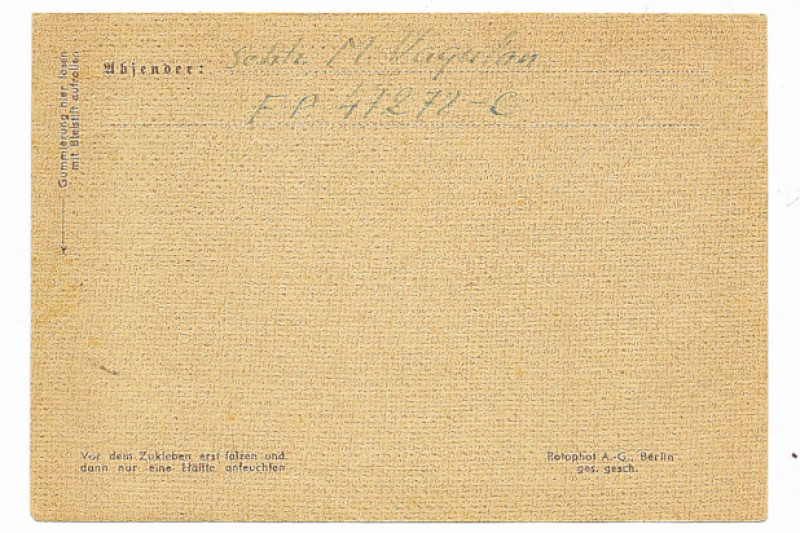 Gummierung hier lösen
mit Bleistift aufrollen
Absender:
M.
FP 47278-C
Vor dem Zukleben erst falzen und
dann nur eine Hälfte anfeuchten
Rotophot A.-G., Berlin
ges. gesch.